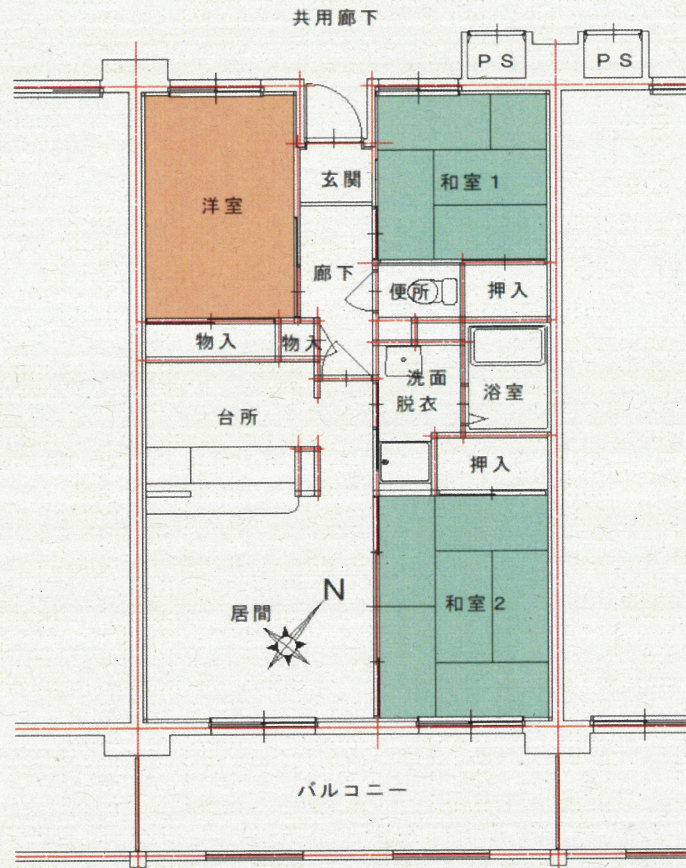 共用廊下
PS
PS
玄関
和室1
洋室
廊下
便所
押入
物入
物入
洗面
脱衣
浴室
台所
押入
N
和室2
居間
バルコニー